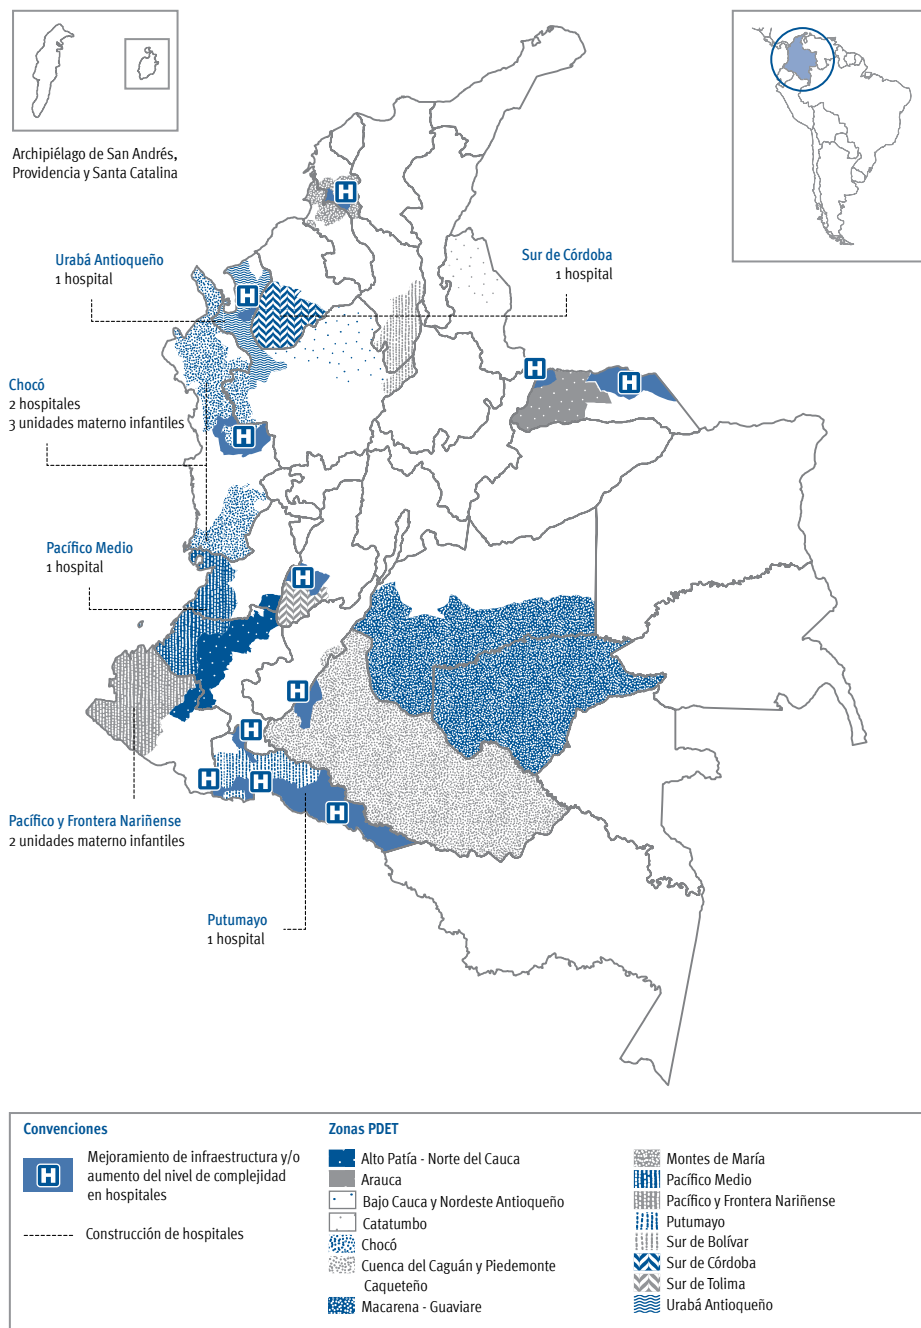 Archipiélago de San Andrés,
Providencia y Santa Catalina
H
Urabá Antioqueño
1 hospital
Sur de Córdoba
1 hospital
H
H
H
Chocó
2 hospitales
3 unidades materno infantiles
H
Pacífico Medio
1 hospital
H
H
H
H
H
H
Pacífico y Frontera Nariñense
2 unidades materno infantiles
Putumayo
1 hospital
Convenciones
H
Mejoramiento de infraestructura y/o
aumento del nivel de complejidad
en hospitales
Construcción de hospitales
Zonas PDET
Alto Patía - Norte del Cauca
Arauca
Bajo Cauca y Nordeste Antioqueño
Catatumbo
Chocó
Cuenca del Caguán y Piedemonte
Caqueteño
Macarena - Guaviare
Montes de María
Pacífico Medio
Pacífico y Frontera Nariñense
Putumayo
Sur de Bolívar
Sur de Córdoba
Sur de Tolima
Urabá Antioqueño